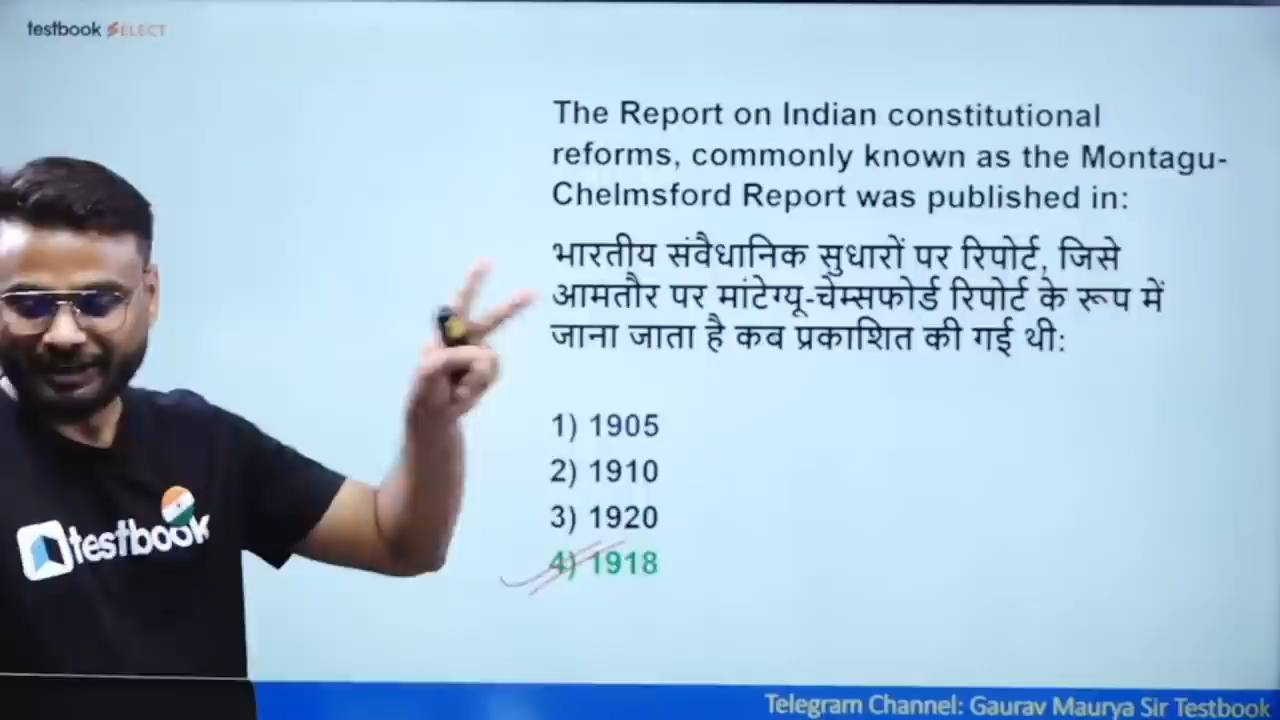 testbook SELECT
The Report on Indian constitutional
reforms, commonly known as the Montagu-
Chelmsford Report was published in:
भारतीय संवैधानिक सुधारों पर रिपोर्ट, जिसे
आमतौर पर मांटेग्यू-चेम्सफोर्ड रिपोर्ट के रूप में
जाना जाता है कब प्रकाशित की गई थी:
1) 1905
2) 1910
3) 1920
4) 1918
testbook
Telegram Channel: Gaurav Maurya Sir Testbook